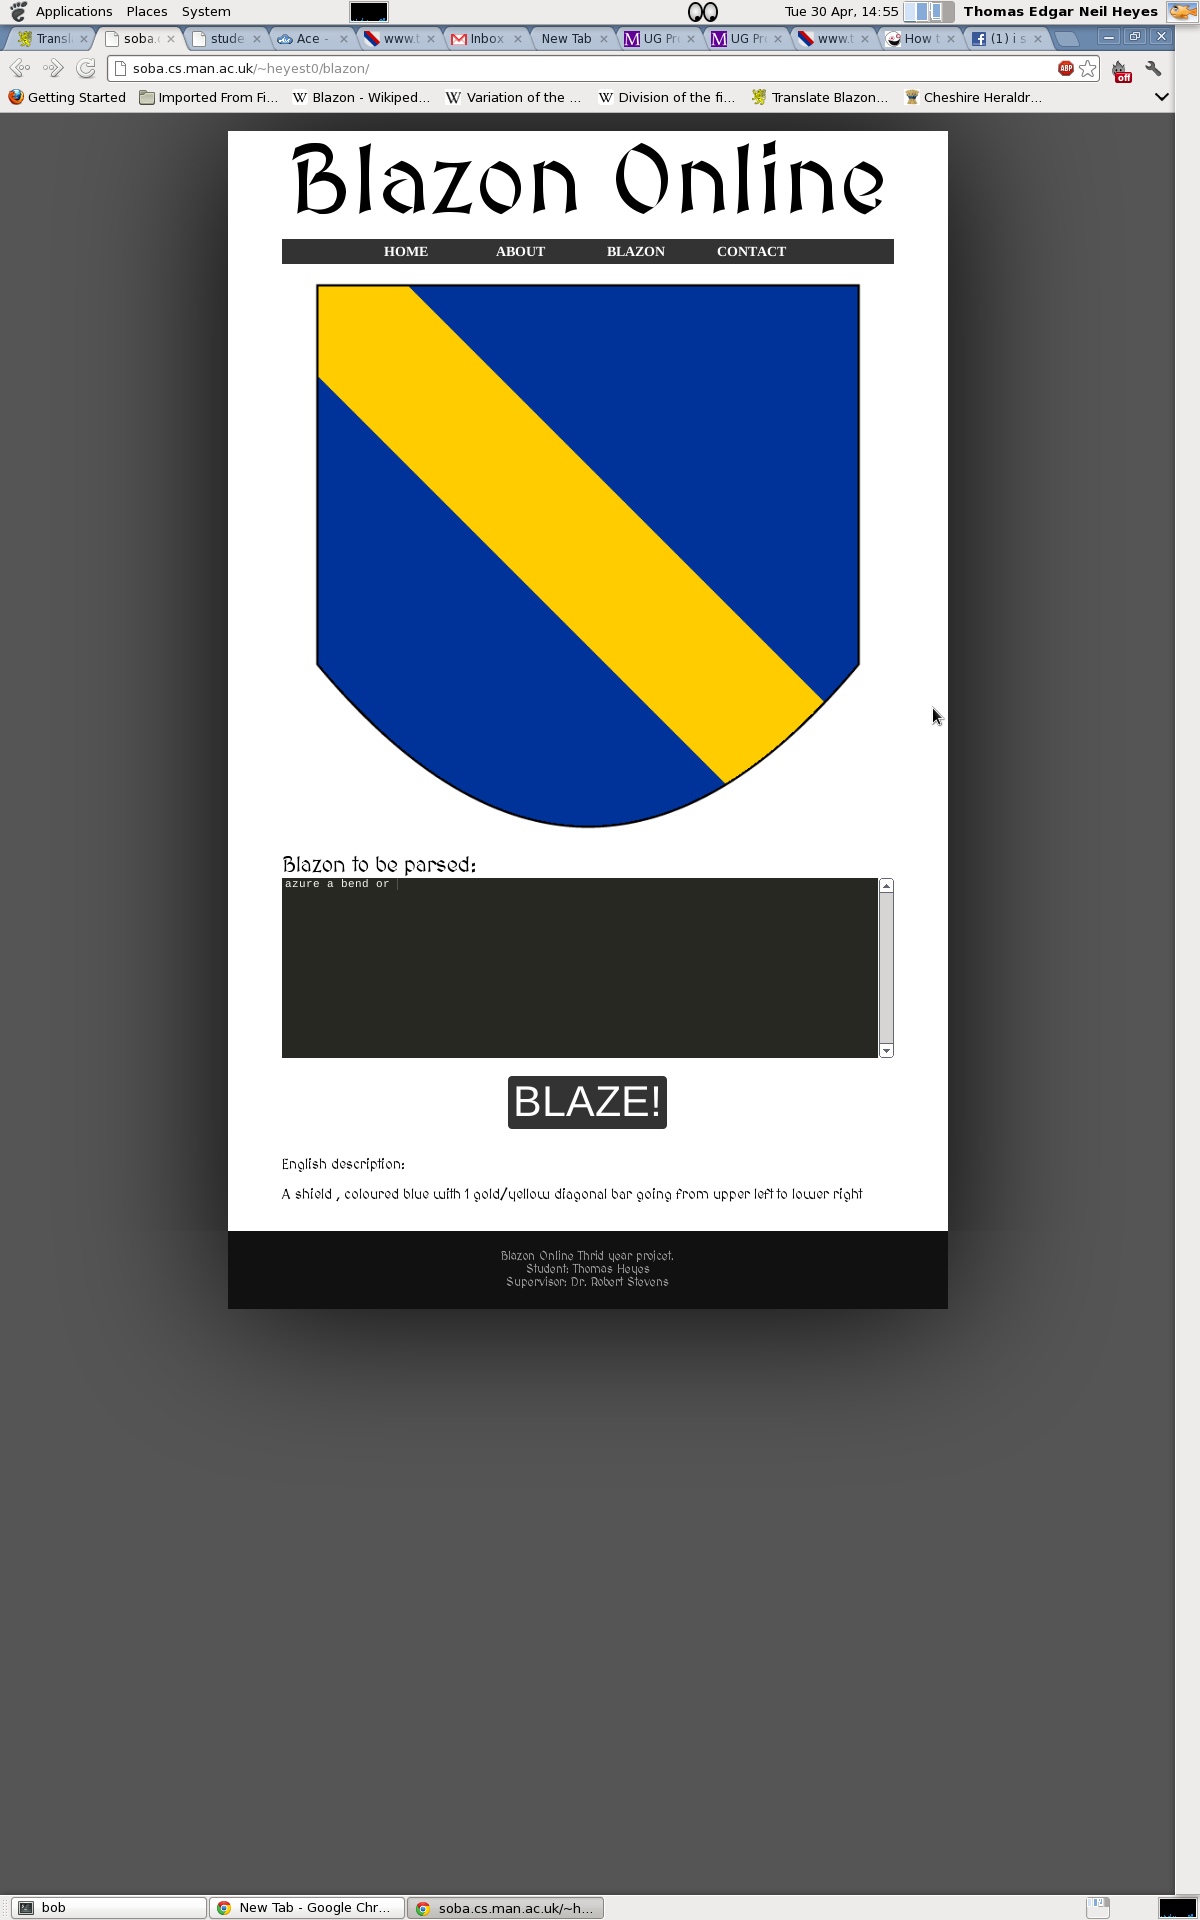 Applications Places System Tue 30 Apr, 14:55 Thomas Edgar Neil Heyes
Transl soba.c stude Ace - www.t Inbox New Tab UG Pr UG Pr www.t How t (1) i s
soba.cs.man.ac.uk/~heyest0/blazon/ ABP off
Getting Started Imported From Fi... Blazon - Wikiped... Variation of the ... Division of the fi... Translate Blazon... Cheshire Heraldr...
Blazon Online
HOME ABOUT BLAZON CONTACT
Blazon to be parsed:
azure a bend or
BLAZE!
English description:
A shield , coloured blue with 1 gold/yellow diagonal bar going from upper left to lower right
Blazon Online Thrid year projcet.
Student: Thomas Heyes
Supervisor: Dr. Robert Stevens
bob New Tab - Google Chr... soba.cs.man.ac.uk/~h...